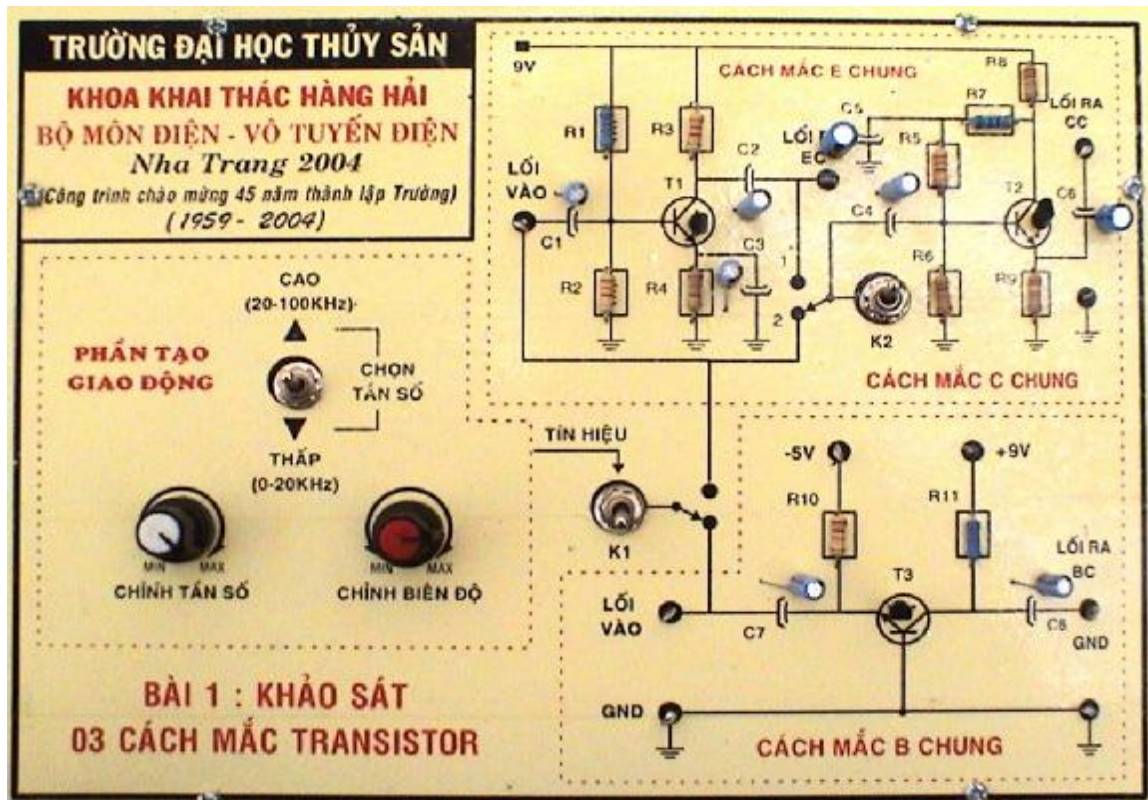 TRƯỜNG ĐẠI HỌC THỦY SẢN
KHOA KHAI THÁC HÀNG HẢI
BỘ MÔN ĐIỆN - VÔ TUYẾN ĐIỆN
Nha Trang 2004
(Công trình chào mừng 45 năm thành lập Trường)
(1959 - 2004)
CAO
(20-100KHz)
PHẦN TẠO
GIAO ĐỘNG
CHỌN
TẦN SỐ
THẤP
(0-20KHz)
MIN MAX
CHỈNH TẦN SỐ
MIN MAX
CHỈNH BIÊN ĐỘ
BÀI 1 : KHẢO SÁT
03 CÁCH MẮC TRANSISTOR
9V
CÁCH MẮC E CHUNG
R8
R7
LỐI RA
CC
C5
R1
R3
LỐI
EC
R5
LỐI
VÀO
C2
T1
T2
C6
C4
C1
C3
1
R2
R4
R6
R9
2
K2
CÁCH MẮC C CHUNG
TÍN HIỆU
K1
-5V
+9V
R10
R11
LỐI RA
BC
T3
LỐI
VÀO
C7
C8
GND
GND
CÁCH MẮC B CHUNG